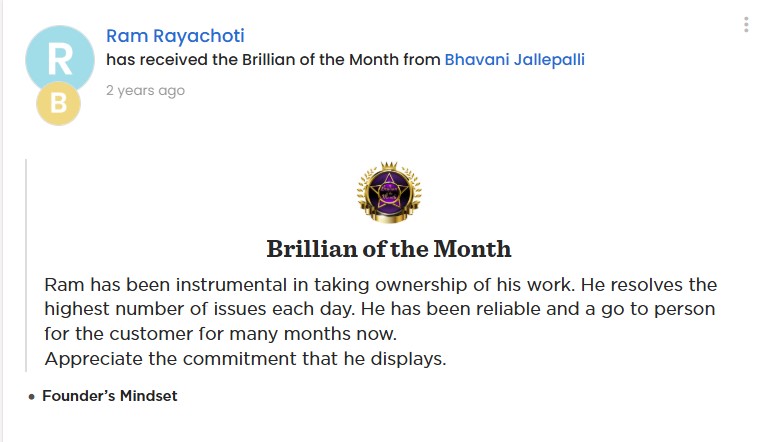 R
Ram Rayachoti
has received the Brillian of the Month from Bhavani Jallepalli
B
2 years ago
Brillian of the Month
Ram has been instrumental in taking ownership of his work. He resolves the
highest number of issues each day. He has been reliable and a go to person
for the customer for many months now.
Appreciate the commitment that he displays.
• Founder's Mindset